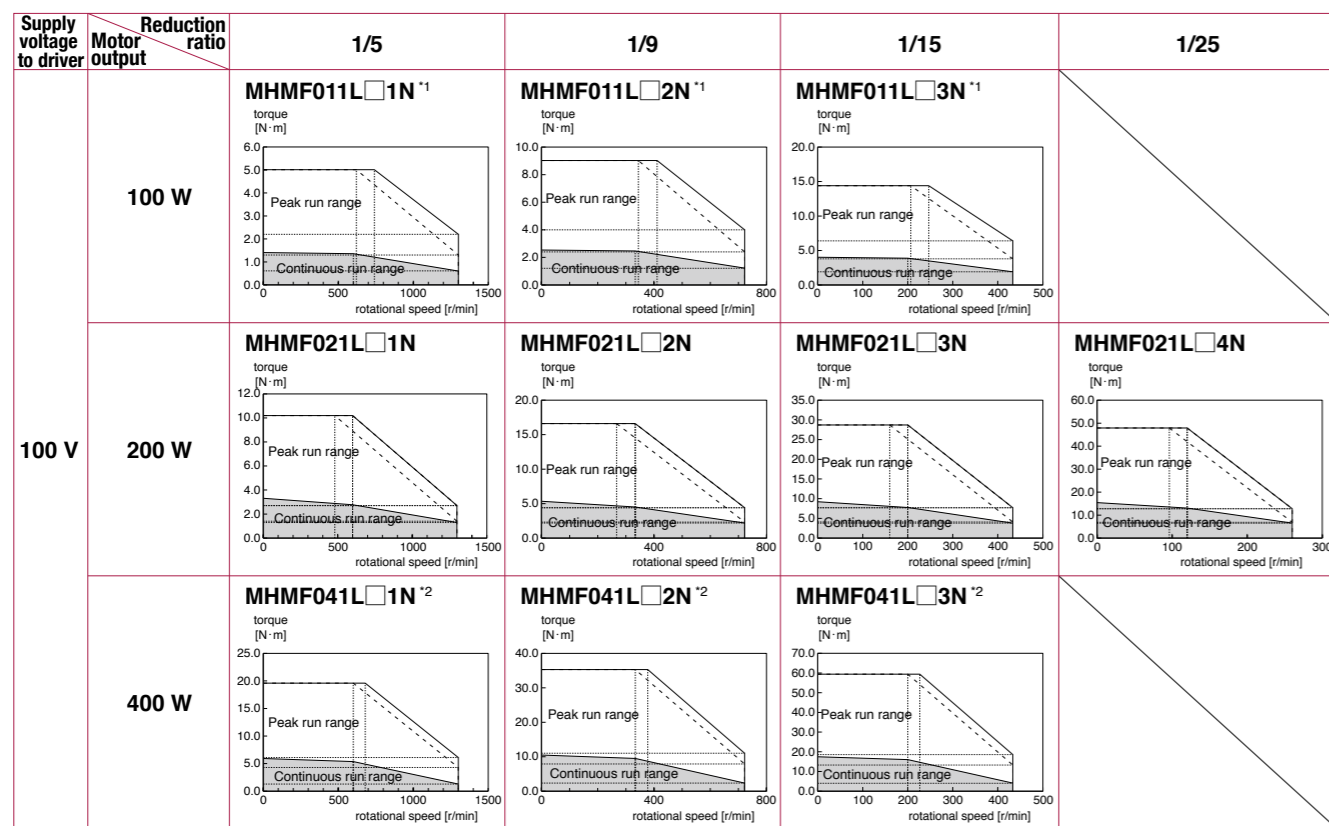 Supply voltage to driver
Reduction ratio
Motor output
1/5
1/9
1/15
1/25
100 V
100 W
MHMF011L□1N *1
torque
[N·m]
6.0
5.0
4.0
3.0
2.0
1.0
0.0
Peak run range
Continuous run range
0 500 1000 1500
rotational speed [r/min]
MHMF011L□2N *1
torque
[N·m]
10.0
8.0
6.0
4.0
2.0
0.0
Peak run range
Continuous run range
0 400 800
rotational speed [r/min]
MHMF011L□3N *1
torque
[N·m]
20.0
15.0
10.0
5.0
0.0
Peak run range
Continuous run range
0 100 200 300 400 500
rotational speed [r/min]
200 W
MHMF021L□1N
torque
[N·m]
12.0
10.0
8.0
6.0
4.0
2.0
0.0
Peak run range
Continuous run range
0 500 1000 1500
rotational speed [r/min]
MHMF021L□2N
torque
[N·m]
20.0
15.0
10.0
5.0
0.0
Peak run range
Continuous run range
0 400 800
rotational speed [r/min]
MHMF021L□3N
torque
[N·m]
35.0
30.0
25.0
20.0
15.0
10.0
5.0
0.0
Peak run range
Continuous run range
0 100 200 300 400 500
rotational speed [r/min]
MHMF021L□4N
torque
[N·m]
60.0
50.0
40.0
30.0
20.0
10.0
0.0
Peak run range
Continuous run range
0 100 200 300
rotational speed [r/min]
400 W
MHMF041L□1N *2
torque
[N·m]
25.0
20.0
15.0
10.0
5.0
0.0
Peak run range
Continuous run range
0 500 1000 1500
rotational speed [r/min]
MHMF041L□2N *2
torque
[N·m]
40.0
30.0
20.0
10.0
0.0
Peak run range
Continuous run range
0 400 800
rotational speed [r/min]
MHMF041L□3N *2
torque
[N·m]
70.0
60.0
50.0
40.0
30.0
20.0
10.0
0.0
Peak run range
Continuous run range
0 100 200 300 400 500
rotational speed [r/min]